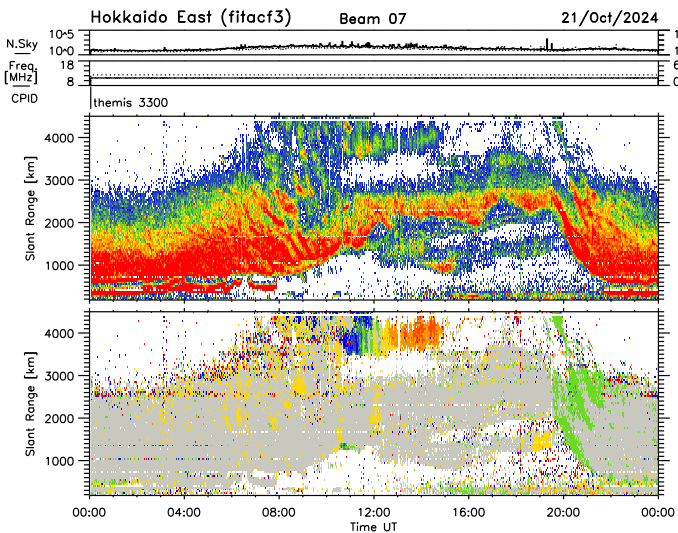 Hokkaido East (fitacf3) Beam 07 21/Oct/2024
N.Sky 10^5 10^0 1 1
Freq. [MHz] 18 8 6 0
CPID themis 3300
Slant Range [km] 4000 3000 2000 1000
Slant Range [km] 4000 3000 2000 1000
00:00 04:00 08:00 12:00 16:00 20:00 00:00
Time UT